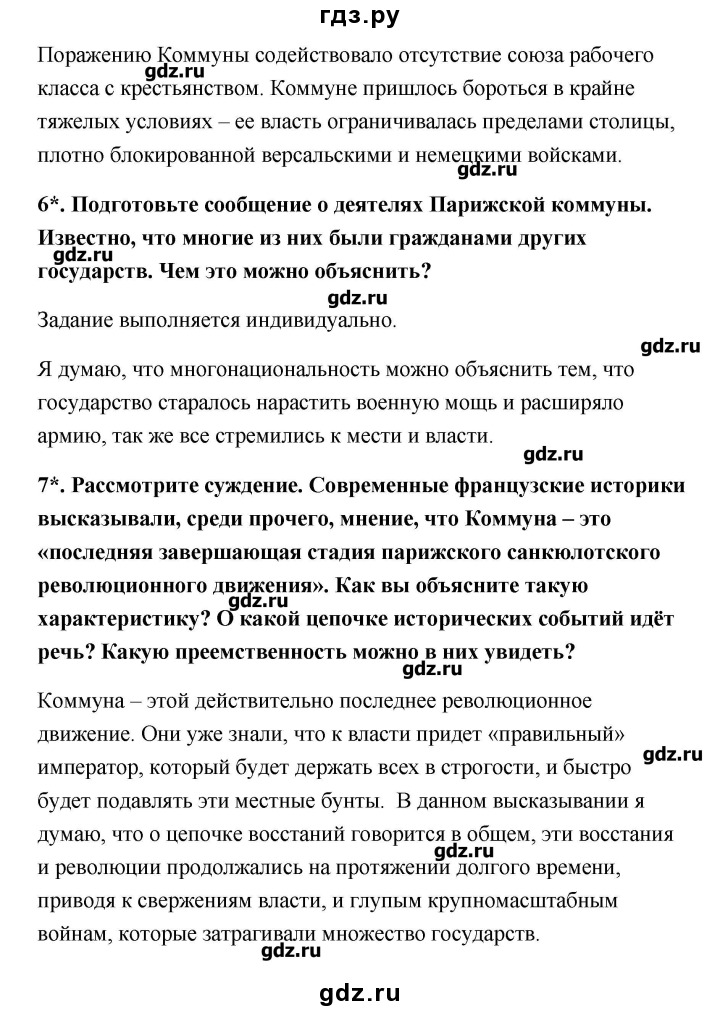 гдз.ру
Поражению Коммуны содействовало отсутствие союза рабочего
gdz.ru
класса с крестьянством. Коммуне пришлось бороться в крайне
тяжелых условиях – ее власть ограничивалась пределами столицы,
плотно блокированной версальскими и немецкими войсками.
gdz.ru
6*. Подготовьте сообщение о деятелях Парижской коммуны.
Известно, что многие из них были гражданами других
gdz.ru
государств. Чем это можно объяснить?
gdz.ru
Задание выполняется индивидуально.
gdz.ru
Я думаю, что многонациональность можно объяснить тем, что
государство старалось нарастить военную мощь и расширяло
армию, так же все стремились к мести и власти.
gdz.ru
7*. Рассмотрите суждение. Современные французские историки
высказывали, среди прочего, мнение, что Коммуна – это
«последняя завершающая стадия парижского санкюлотского
революционного движения». Как вы объясните такую
gdz.ru
характеристику? О какой цепочке исторических событий идёт
речь? Какую преемственность можно в них увидеть?
gdz.ru
Коммуна – этой действительно последнее революционное
движение. Они уже знали, что к власти придет «правильный»
gdz.ru
император, который будет держать всех в строгости, и быстро
будет подавлять эти местные бунты. В данном высказывании я
думаю, что о цепочке восстаний говорится в общем, эти восстания
gdz.ru
и революции продолжались на протяжении долгого времени,
приводя к свержениям власти, и глупым крупномасштабным
войнам, которые затрагивали множество государств.
gdz.ru
gdz.ru